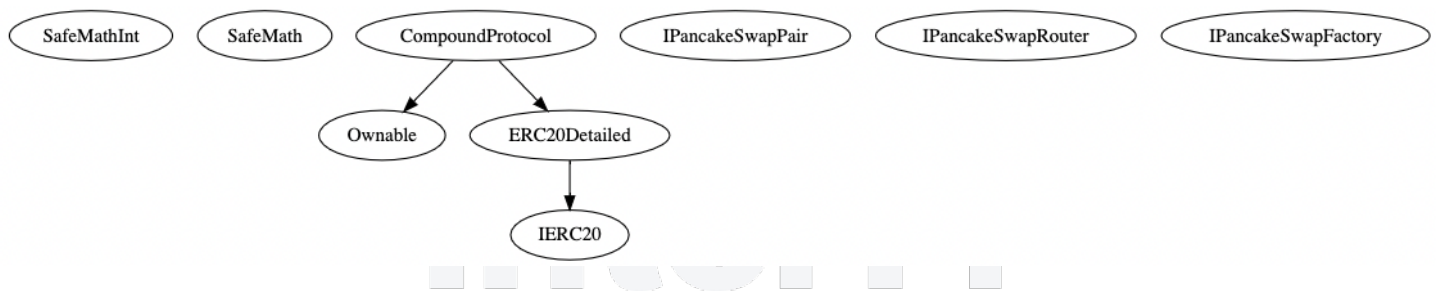 SafeMathInt
SafeMath
CompoundProtocol
IPancakeSwapPair
IPancakeSwapRouter
IPancakeSwapFactory
Ownable
ERC20Detailed
IERC20